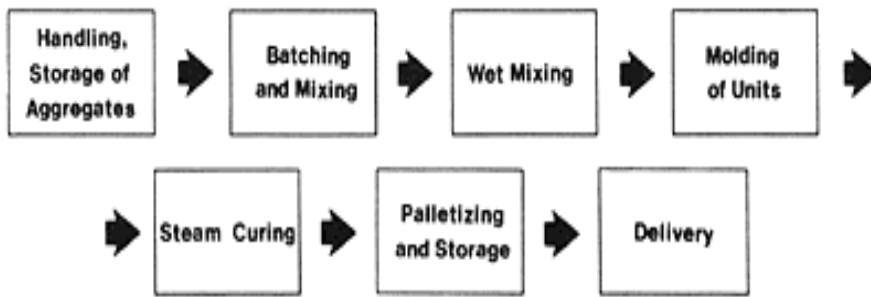 Handling,
Storage of
Aggregates
Batching
and Mixing
Wet Mixing
Molding
of Units
Steam Curing
Palletizing
and Storage
Delivery